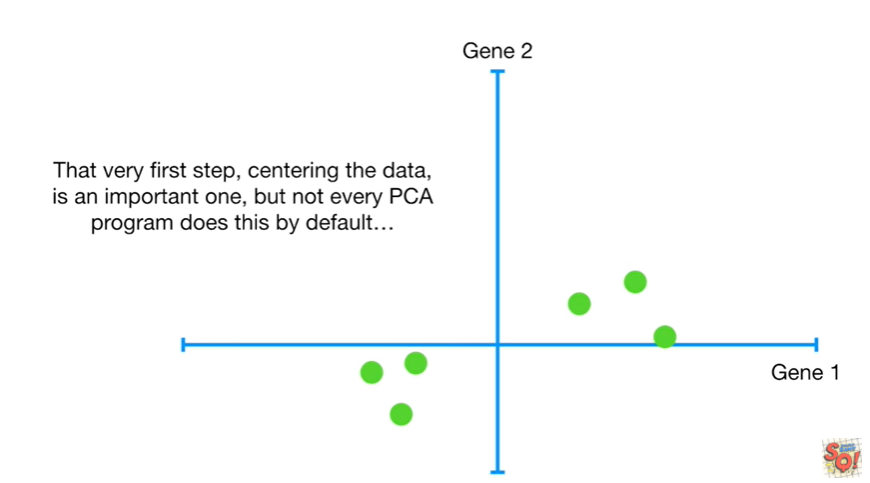 Gene 2
That very first step, centering the data,
is an important one, but not every PCA
program does this by default…
Gene 1
SO!